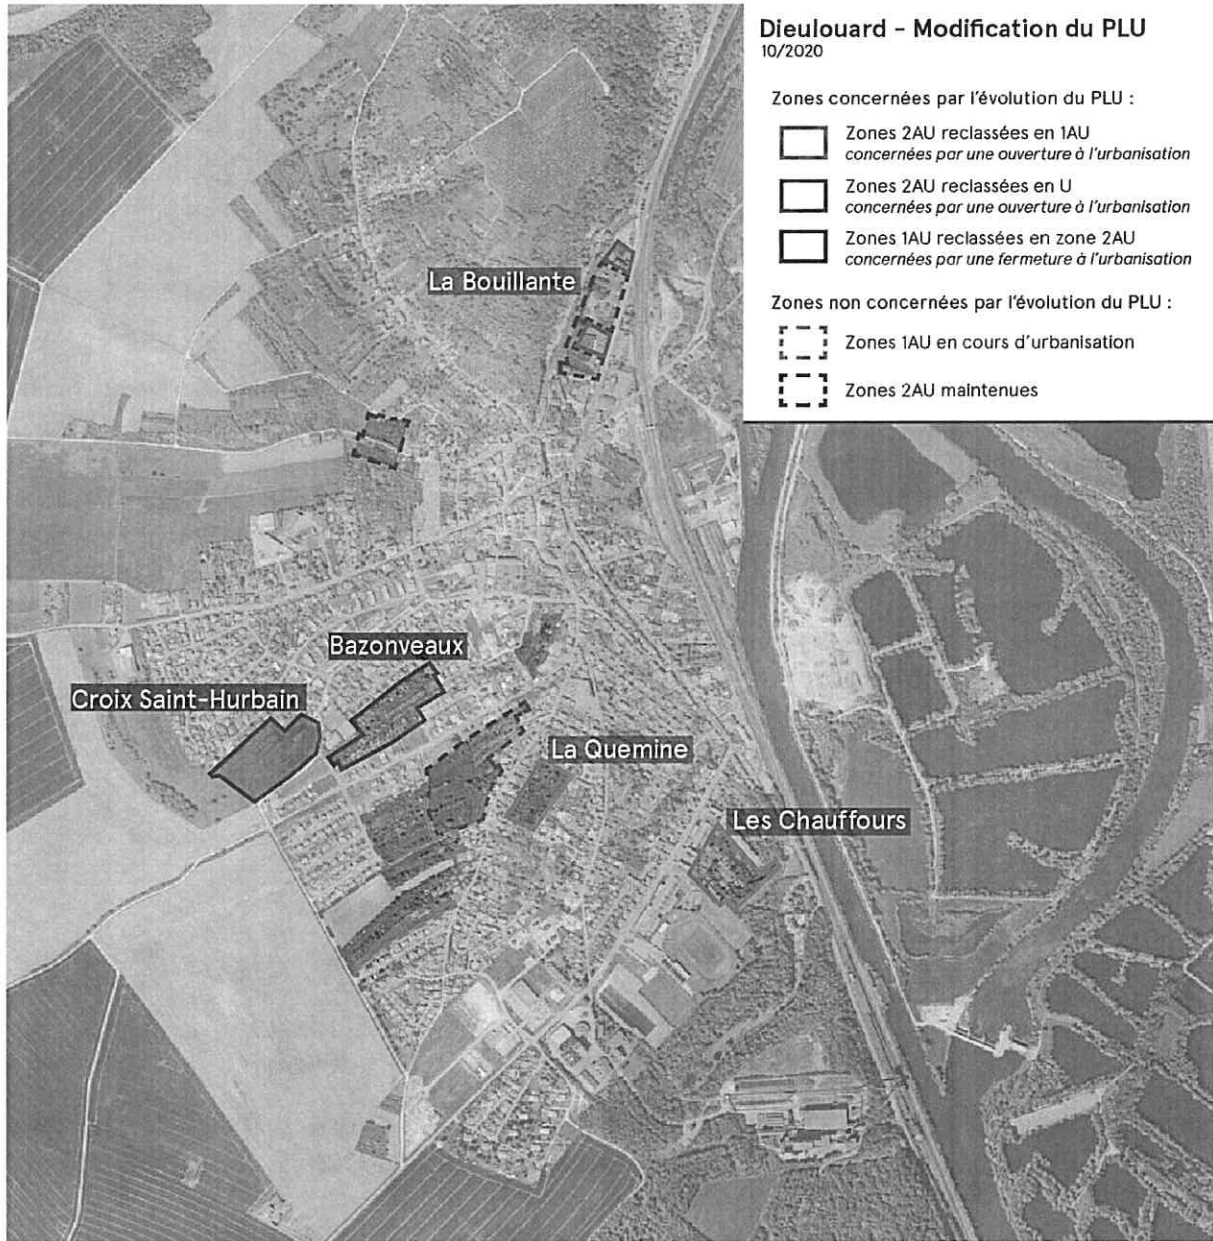 Dieulouard - Modification du PLU
10/2020
Zones concernées par l'évolution du PLU :
Zones 2AU reclassées en 1AU
concernées par une ouverture à l'urbanisation
Zones 2AU reclassées en U
concernées par une ouverture à l'urbanisation
Zones 1AU reclassées en zone 2AU
concernées par une fermeture à l'urbanisation
Zones non concernées par l'évolution du PLU :
Zones 1AU en cours d'urbanisation
Zones 2AU maintenues
La Bouillante
Bazonveaux
Croix Saint-Hurbain
La Quemine
Les Chauffours